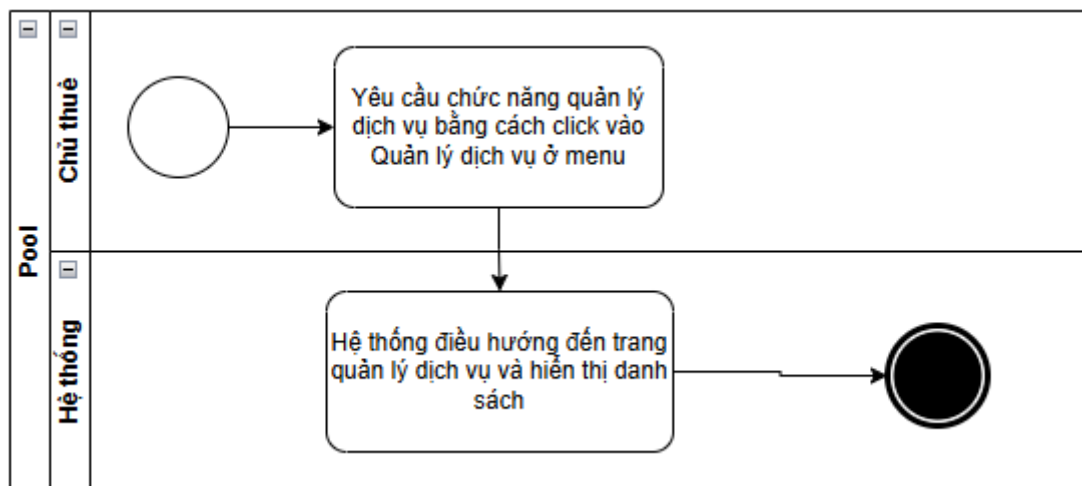 Pool
Chủ thuê
Yêu cầu chức năng quản lý
dịch vụ bằng cách click vào
Quản lý dịch vụ ở menu
Hệ thống
Hệ thống điều hướng đến trang
quản lý dịch vụ và hiển thị danh
sách